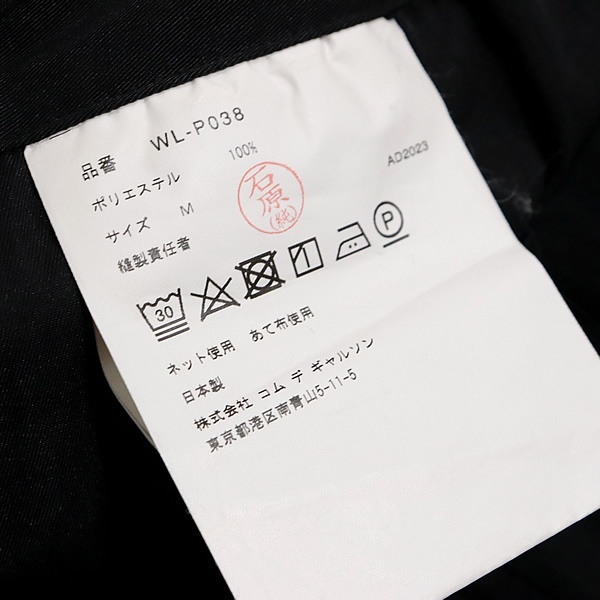 品番 WL-P038
ポリエステル 100%
AD2023
サイズ M
縫製責任者
石原(純)
30
P
ネット使用 あて布使用
日本製
株式会社 コム デ ギャルソン
東京都港区南青山5-11-5